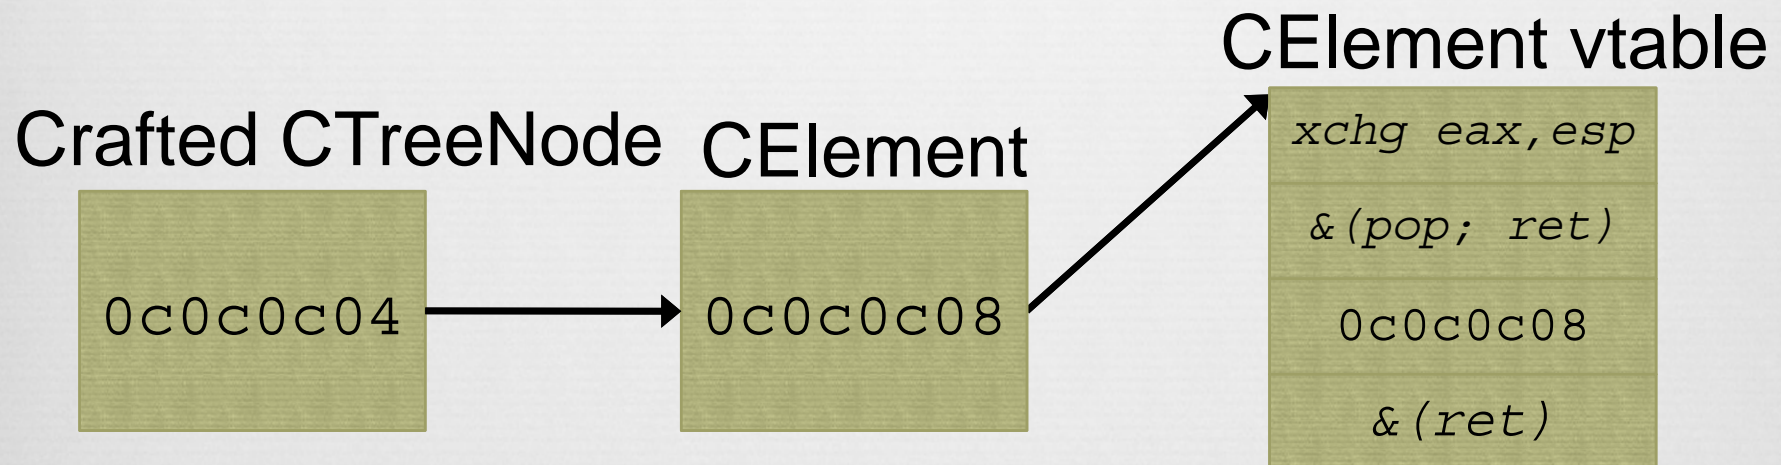 CElement vtable
Crafted CTreeNode
CElement
xchg eax,esp
&(pop; ret)
0c0c0c04
0c0c0c08
0c0c0c08
&(ret)